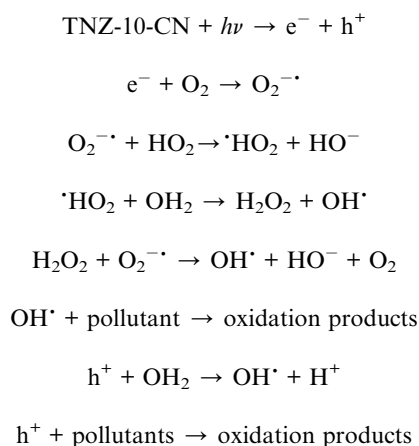 TNZ-10-CN + hν → e⁻ + h⁺
e⁻ + O₂ → O₂⁻•
O₂⁻• + HO₂→•HO₂ + HO⁻
•HO₂ + OH₂ → H₂O₂ + OH•
H₂O₂ + O₂⁻• → OH• + HO⁻ + O₂
OH• + pollutant → oxidation products
h⁺ + OH₂ → OH• + H⁺
h⁺ + pollutants → oxidation products